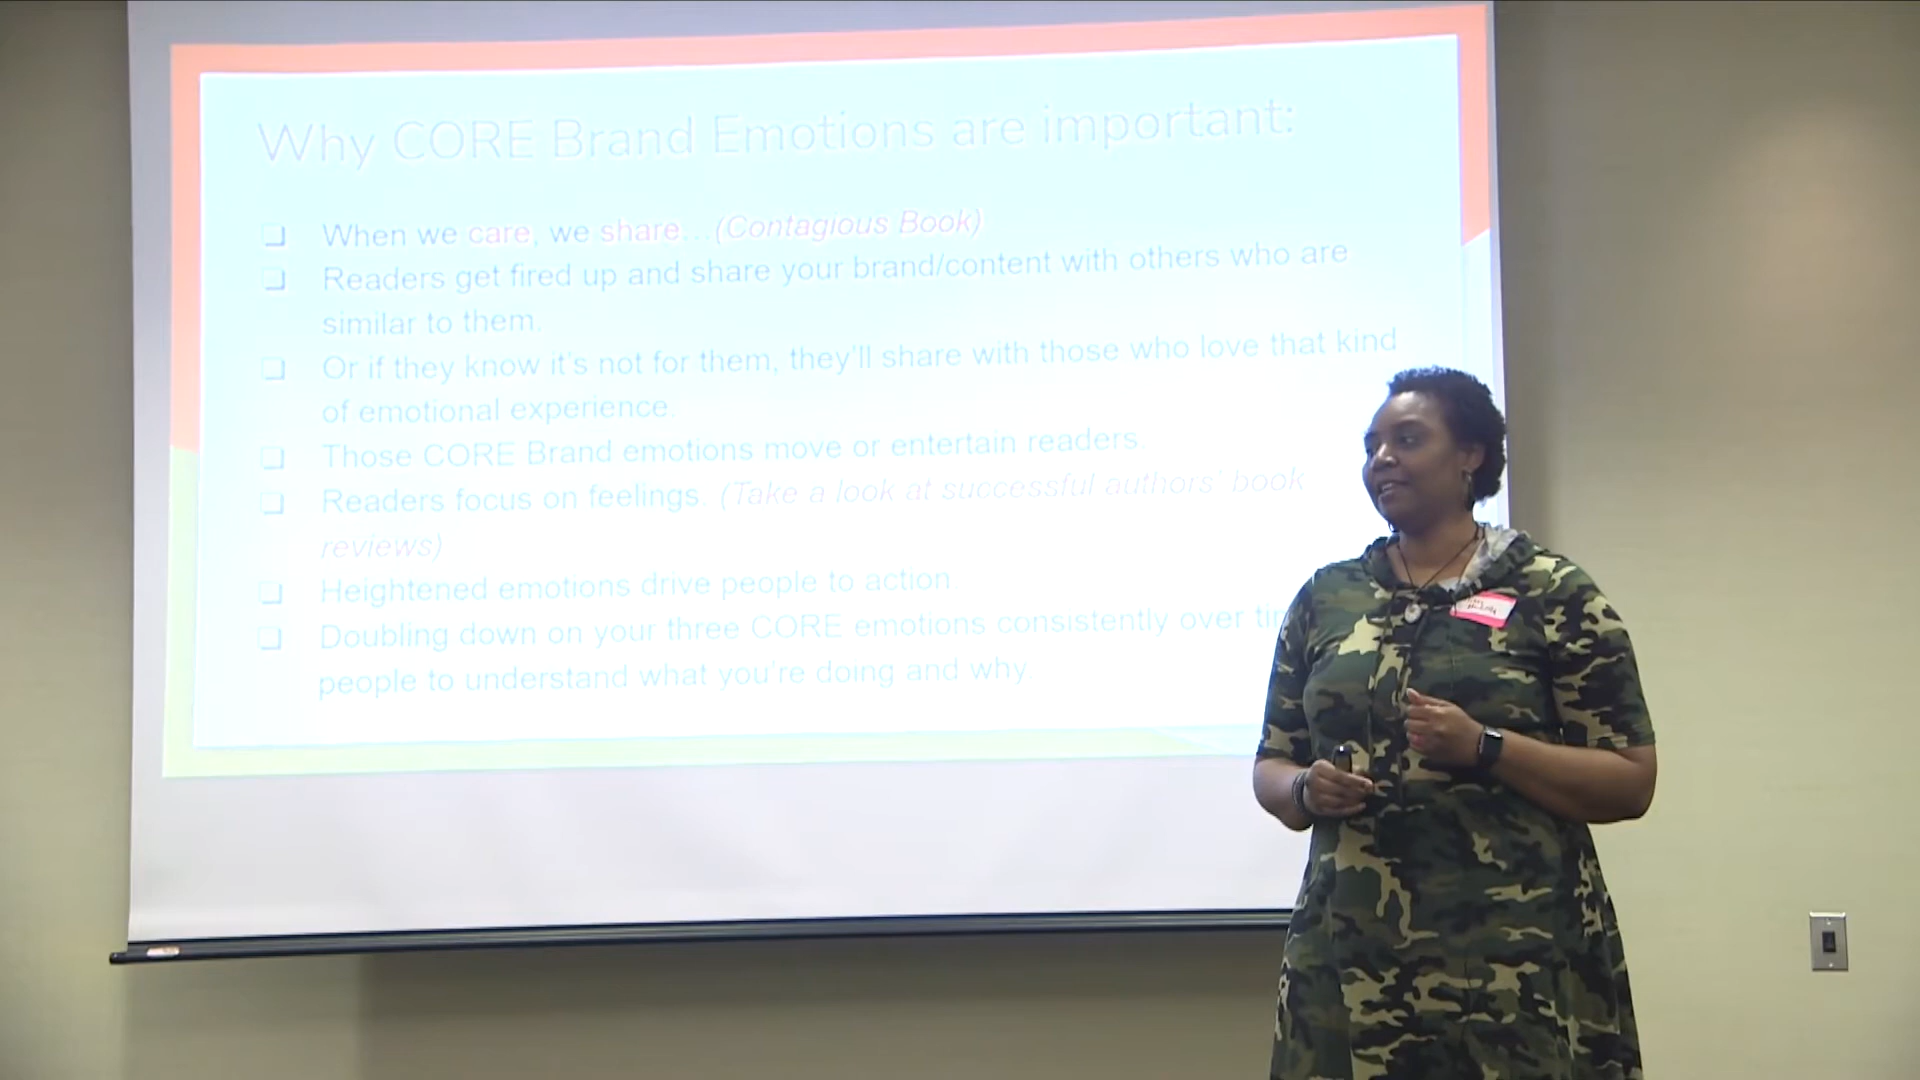 Why CORE Brand Emotions are important:
When we care, we share... (Contagious Book)
Readers get fired up and share your brand/content with others who are
similar to them.
Or if they know it's not for them, they'll share with those who love that kind
of emotional experience.
Those CORE Brand emotions move or entertain readers.
Readers focus on feelings. (Take a look at successful authors' book
reviews)
Heightened emotions drive people to action.
Doubling down on your three CORE emotions consistently over
people to understand what you're doing and why.